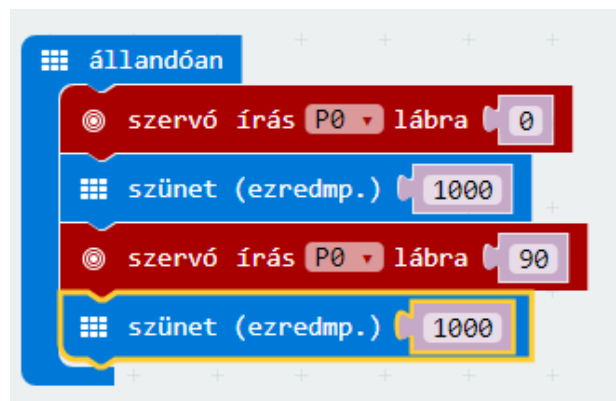 állandóan
szervó írás P0 lábra 0
szünet (ezredmp.) 1000
szervó írás P0 lábra 90
szünet (ezredmp.) 1000